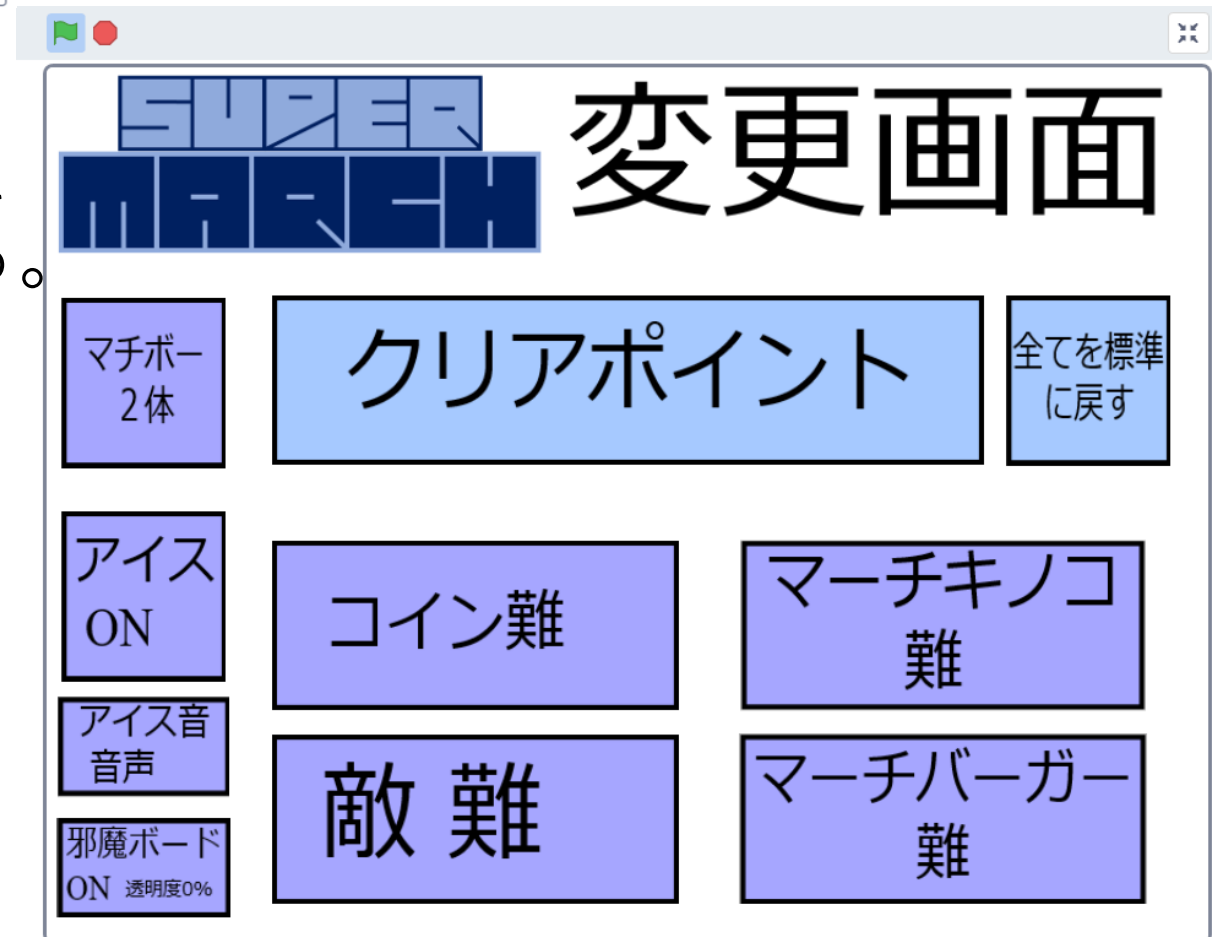 SUPER
MARCH
変更画面
マチボー
2体
クリアポイント
全てを標準
に戻す
アイス
ON
コイン難
マーチキノコ
難
アイス音
音声
敵 難
マーチバーガー
難
邪魔ボード
ON 透明度0%